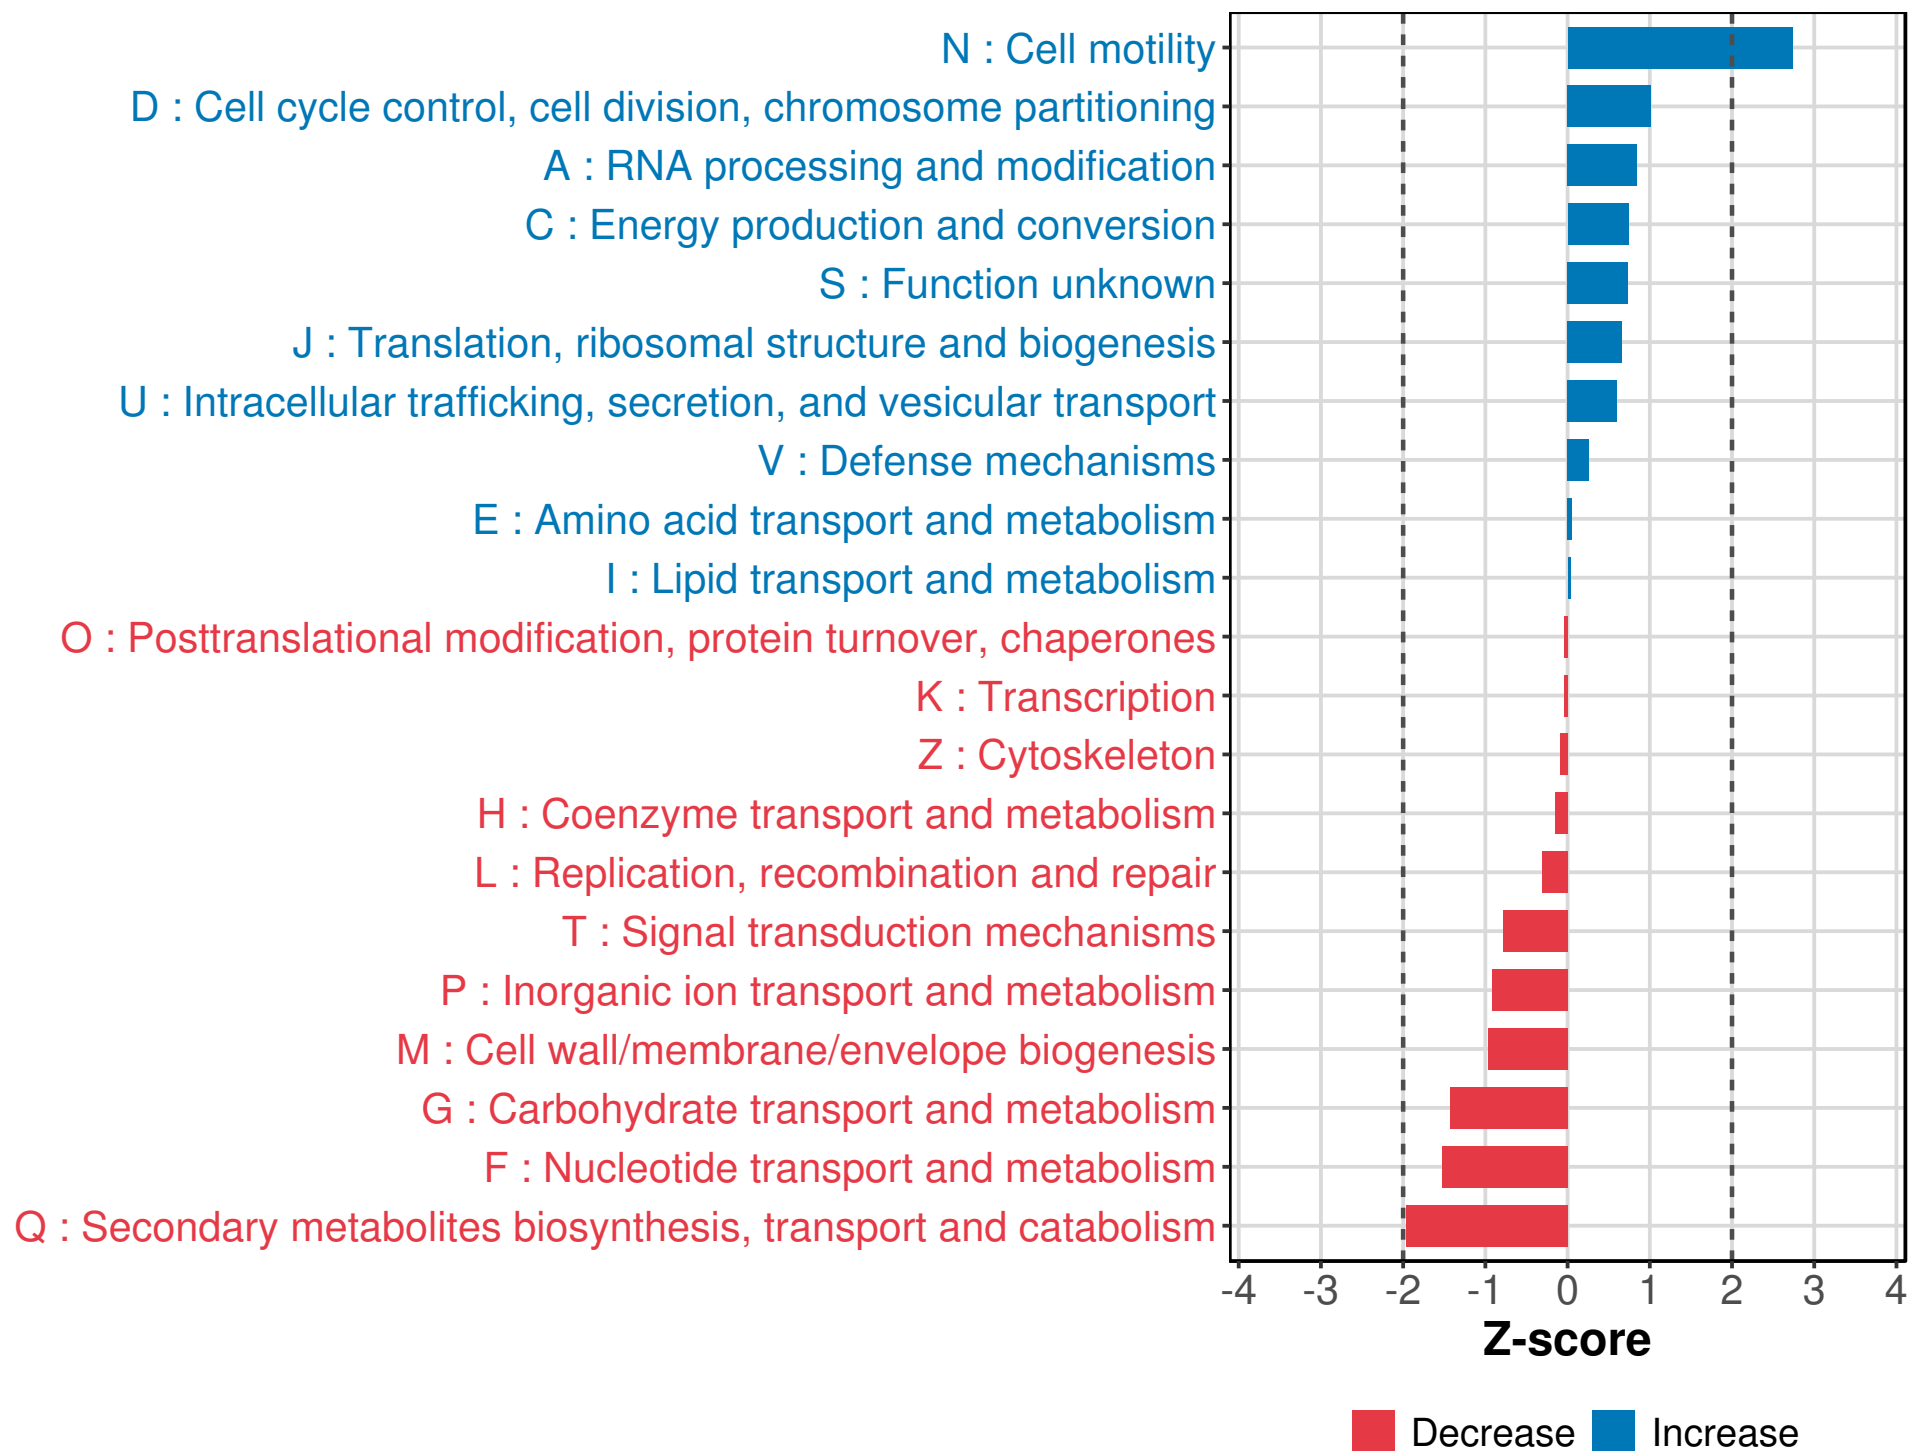 N : Cell motility
D : Cell cycle control, cell division, chromosome partitioning
A : RNA processing and modification
C : Energy production and conversion
S : Function unknown
J : Translation, ribosomal structure and biogenesis
U : Intracellular trafficking, secretion, and vesicular transport
V : Defense mechanisms
E : Amino acid transport and metabolism
I : Lipid transport and metabolism
O : Posttranslational modification, protein turnover, chaperones
K : Transcription
Z : Cytoskeleton
H : Coenzyme transport and metabolism
L : Replication, recombination and repair
T : Signal transduction mechanisms
P : Inorganic ion transport and metabolism
M : Cell wall/membrane/envelope biogenesis
G : Carbohydrate transport and metabolism
F : Nucleotide transport and metabolism
Q : Secondary metabolites biosynthesis, transport and catabolism
-4 -3 -2 -1 0 1 2 3 4
Z-score
Decrease Increase